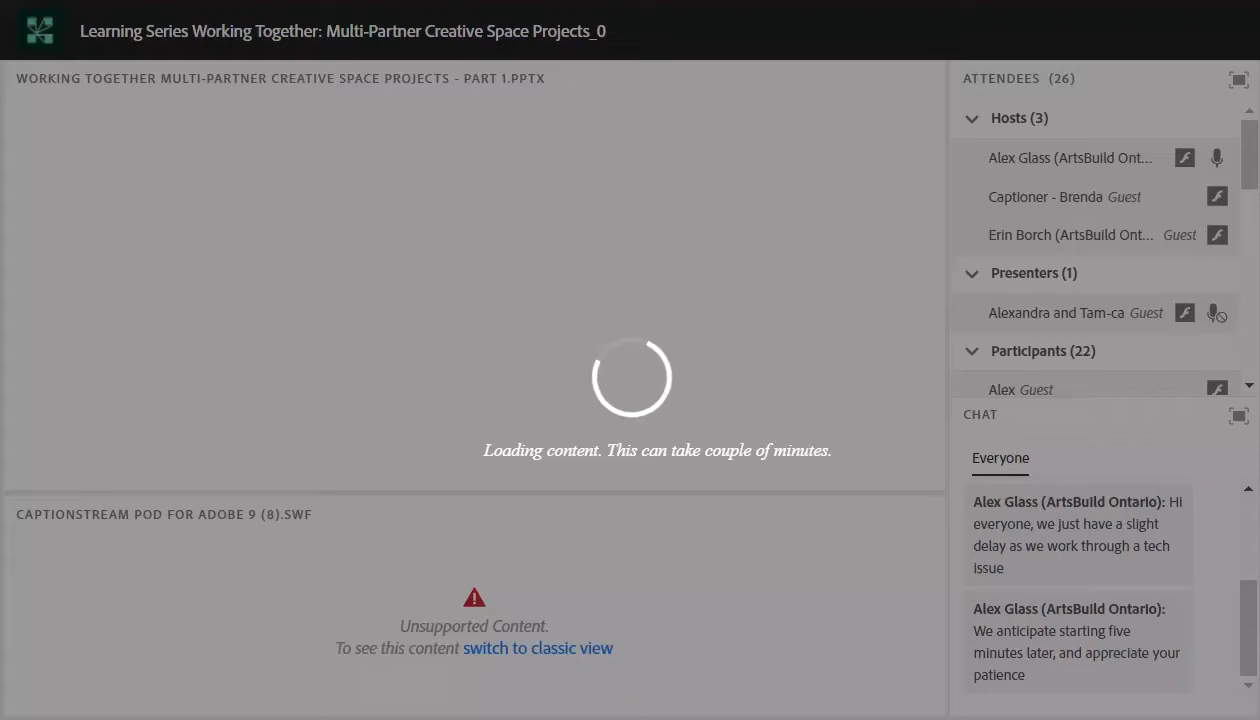 Learning Series Working Together: Multi-Partner Creative Space Projects_0
WORKING TOGETHER MULTI-PARTNER CREATIVE SPACE PROJECTS - PART 1.PPTX
Loading content. This can take couple of minutes.
CAPTIONSTREAM POD FOR ADOBE 9 (8).SWF
Unsupported Content.
To see this content switch to classic view
ATTENDEES (26)
Hosts (3)
Alex Glass (ArtsBuild Ont...
Captioner - Brenda Guest
Erin Borch (ArtsBuild Ont... Guest
Presenters (1)
Alexandra and Tam-ca Guest
Participants (22)
Alex Guest
CHAT
Everyone
Alex Glass (ArtsBuild Ontario): Hi
everyone, we just have a slight
delay as we work through a tech
issue
Alex Glass (ArtsBuild Ontario):
We anticipate starting five
minutes later, and appreciate your
patience